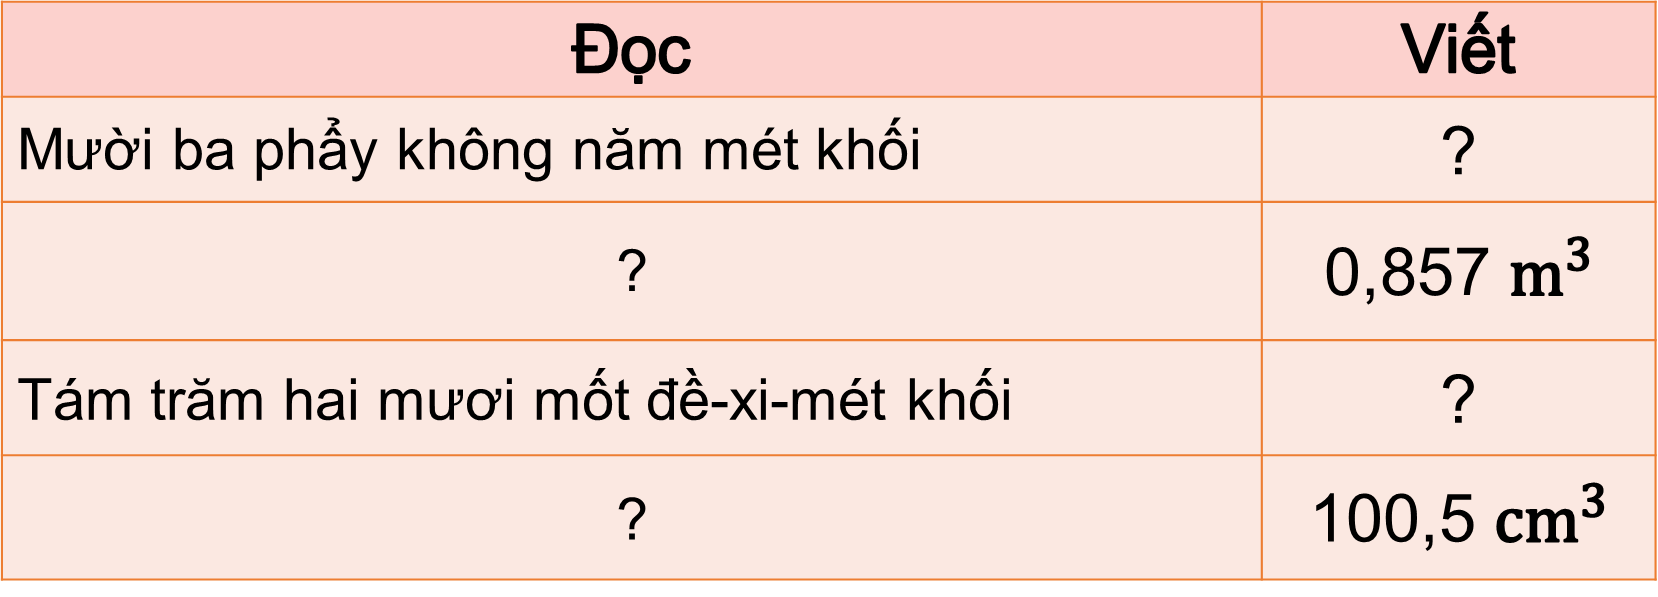 Đọc Viết
Mười ba phẩy không năm mét khối ?
? 0,857 m³
Tám trăm hai mươi mốt đề-xi-mét khối ?
? 100,5 cm³